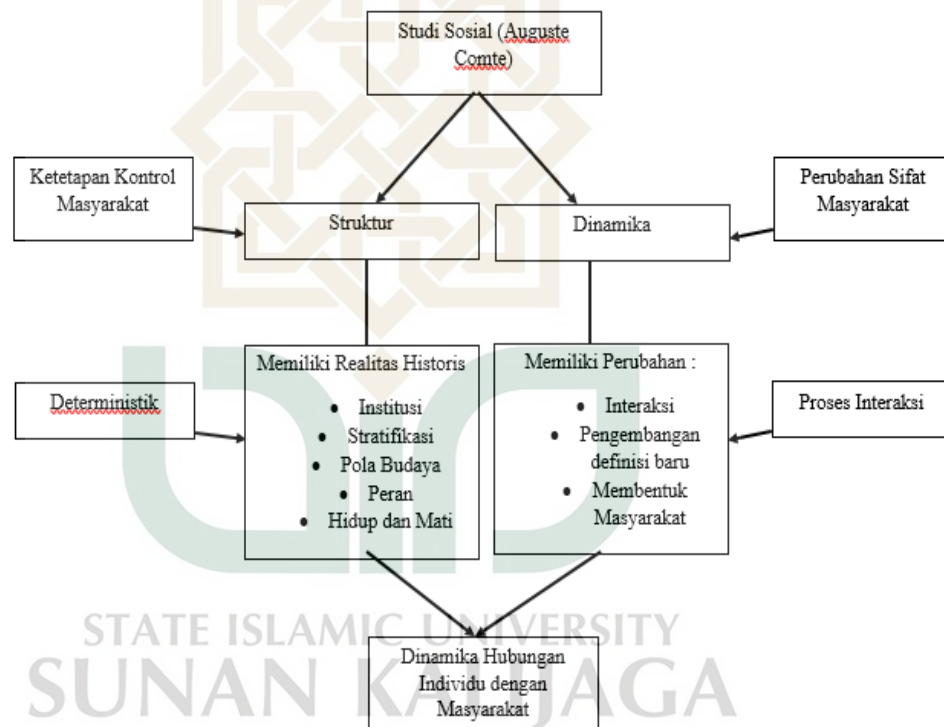 Studi Sosial (Auguste
Comte)
Ketetapan Kontrol
Masyarakat
Perubahan Sifat
Masyarakat
Struktur
Dinamika
Memiliki Realitas Historis
• Institusi
• Stratifikasi
• Pola Budaya
• Peran
• Hidup dan Mati
Memiliki Perubahan :
• Interaksi
• Pengembangan
definisi baru
• Membentuk
Masyarakat
Deterministik
Proses Interaksi
STATE ISLAMIC UNIVERSITY
SUNAN KALIJAGA
Dinamika Hubungan
Individu dengan
Masyarakat